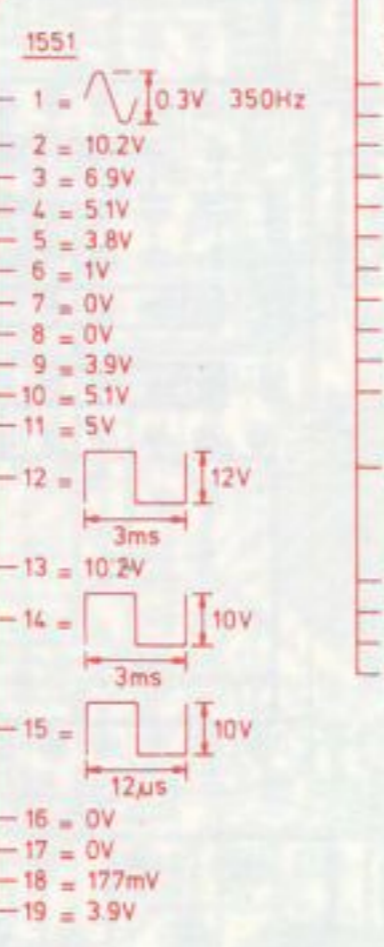 1551
1 = 0.3V 350Hz
2 = 10.2V
3 = 6.9V
4 = 5.1V
5 = 3.8V
6 = 1V
7 = 0V
8 = 0V
9 = 3.9V
10 = 5.1V
11 = 5V
12 = 12V
3ms
13 = 10.2V
14 = 10V
3ms
15 = 10V
12µs
16 = 0V
17 = 0V
18 = 177mV
19 = 3.9V